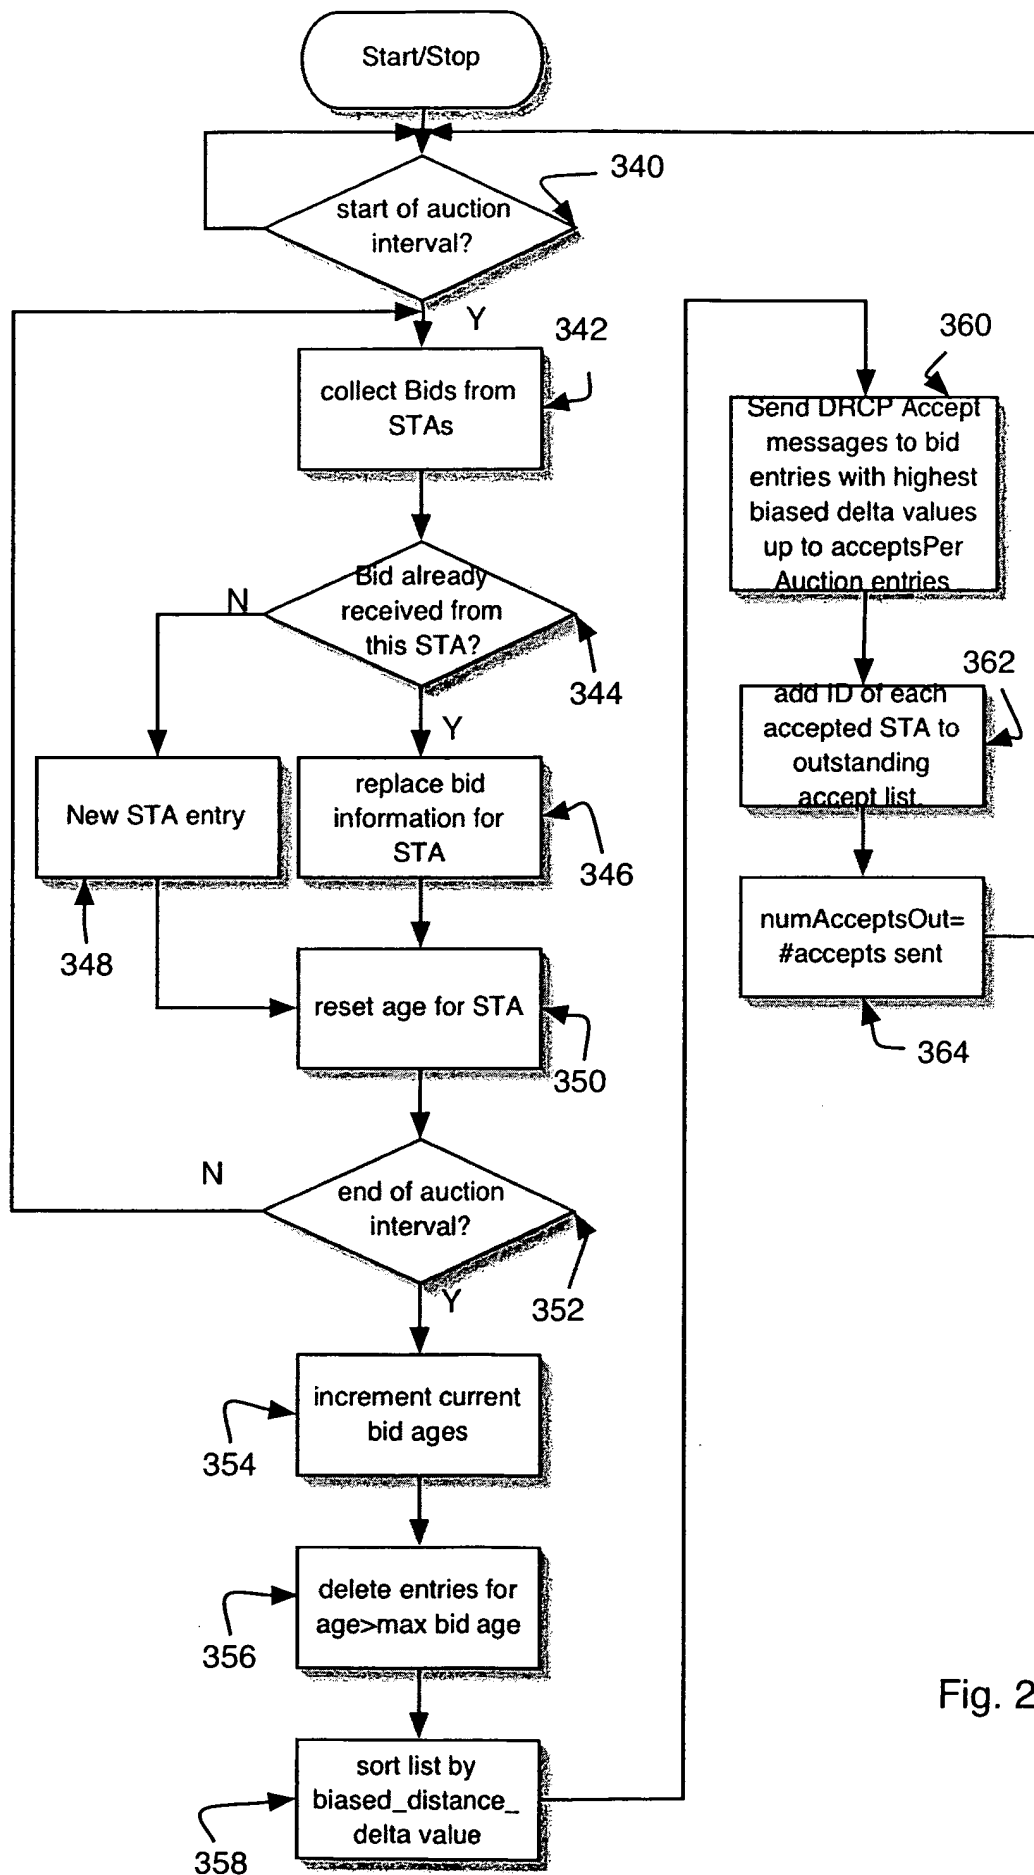 Start/Stop
start of auction
interval?
340
Y
342
collect Bids from
STAs
Bid already
received from
this STA?
N
344
Y
New STA entry
replace bid
information for
STA
346
348
reset age for STA
350
N
end of auction
interval?
Y
352
increment current
bid ages
354
delete entries for
age>max bid age
356
sort list by
biased_distance_
delta value
358
360
Send DRCP Accept
messages to bid
entries with highest
biased delta values
up to acceptsPer
Auction entries
362
add ID of each
accepted STA to
outstanding
accept list.
numAcceptsOut=
#accepts sent
364
Fig. 2